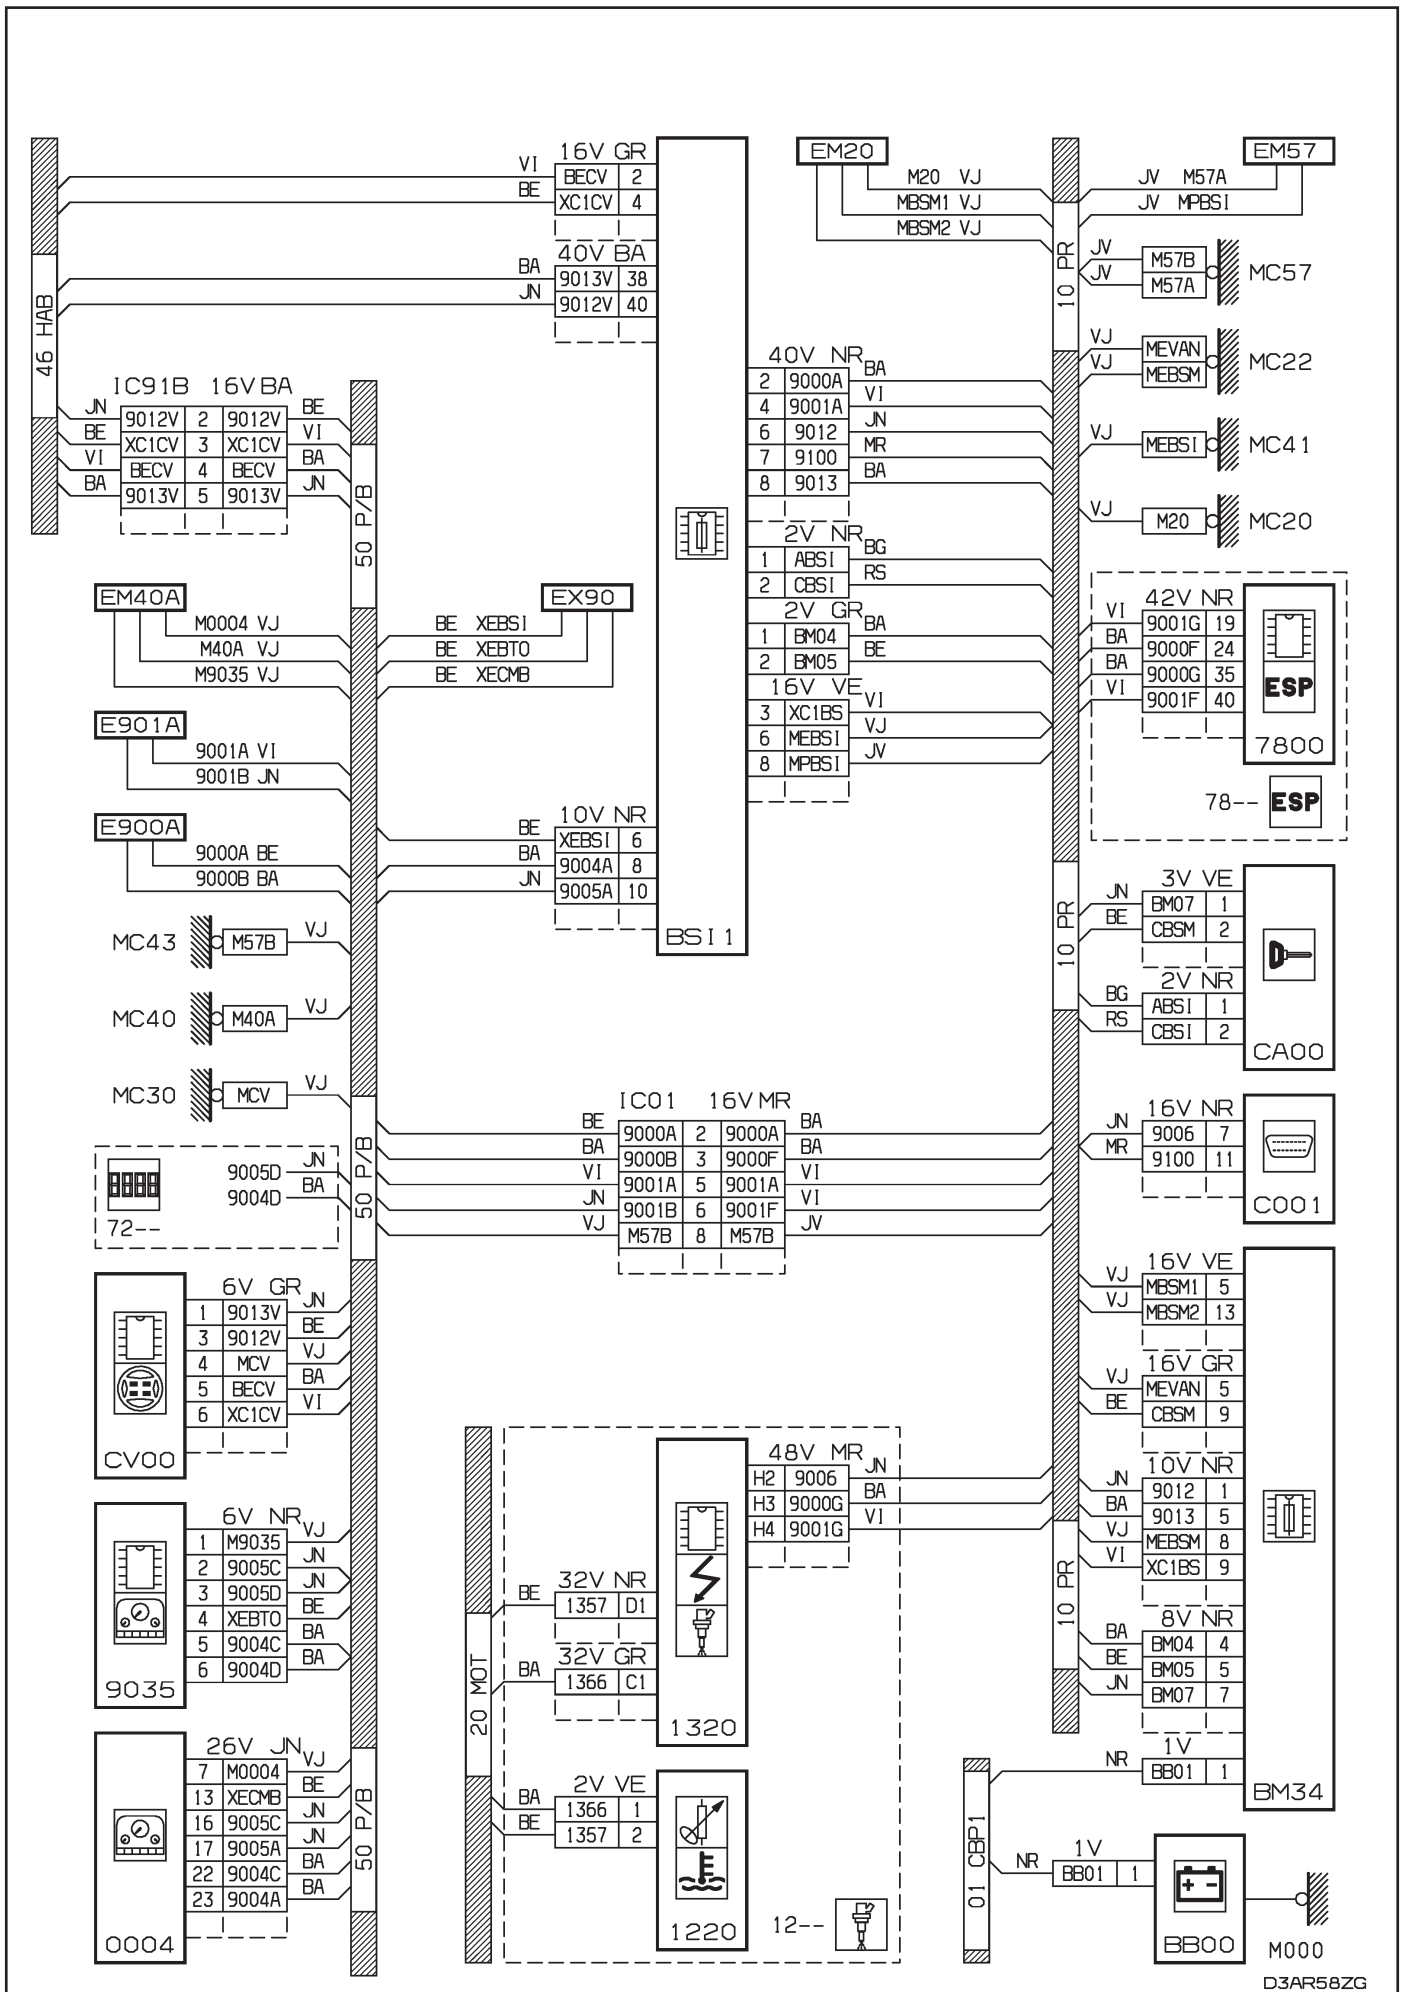 46 HAB
VI
BE
16V GR
BECV 2
XC1CV 4
40V BA
BA
JN
9013V 38
9012V 40
BSI1
EM20
M20 VJ
MBSM1 VJ
MBSM2 VJ
10 PR
EM57
JV M57A
JV MPBSI
JV
JV
M57B
M57A
MC57
VJ
VJ
MEVAN
MEBSM
MC22
VJ
MEBSI
MC41
VJ
M20
MC20
IC91B 16V BA
JN 9012V 2 9012V BE
BE XC1CV 3 XC1CV VI
VI BECV 4 BECV BA
BA 9013V 5 9013V JN
50 P/B
40V NR
2 9000A BA
4 9001A VI
6 9012 JN
7 9100 MR
8 9013 BA
2V NR
1 ABSI BG
2 CBSI RS
2V GR
1 BM04 BA
2 BM05 BE
16V VE
3 XC1BS VI
6 MEBSI VJ
8 MPBSI JV
EM40A
M0004 VJ
M40A VJ
M9035 VJ
EX90
BE XEBSI
BE XEBTO
BE XECMB
E901A
9001A VI
9001B JN
E900A
9000A BE
9000B BA
10V NR
BE XEBSI 6
BA 9004A 8
JN 9005A 10
42V NR
VI 9001G 19
BA 9000F 24
BA 9000G 35
VI 9001F 40
ESP
7800
78-- ESP
MC43 M57B VJ
MC40 M40A VJ
MC30 MCV VJ
10 PR
3V VE
JN BM07 1
BE CBSM 2
2V NR
BG ABSI 1
RS CBSI 2
CA00
IC01 16V MR
BE 9000A 2 9000A BA
BA 9000B 3 9000F BA
VI 9001A 5 9001A VI
JN 9001B 6 9001F VI
VJ M57B 8 M57B JV
50 P/B
9005D JN
9004D BA
72--
16V NR
JN 9006 7
MR 9100 11
C001
6V GR
1 9013V JN
3 9012V BE
4 MCV VJ
5 BECV BA
6 XC1CV VI
CV00
16V VE
VJ MBSM1 5
VJ MBSM2 13
16V GR
VJ MEVAN 5
BE CBSM 9
10V NR
JN 9012 1
BA 9013 5
VJ MEBSM 8
VI XC1BS 9
8V NR
BA BM04 4
BE BM05 5
JN BM07 7
1V
NR BB01 1
BM34
10 PR
6V NR
1 M9035 VJ
2 9005C JN
3 9005D JN
4 XEBTO BE
5 9004C BA
6 9004D BA
9035
20 MOT
48V MR
H2 9006 JN
H3 9000G BA
H4 9001G VI
32V NR
BE 1357 D1
32V GR
BA 1366 C1
1320
26V JN
7 M0004 VJ
13 XECMB BE
16 9005C JN
17 9005A JN
22 9004C BA
23 9004A BA
0004
50 P/B
2V VE
BA 1366 1
BE 1357 2
1220
12--
01 CBP1
1V
NR BB01 1
+ -
BB00
M000
D3AR58ZG